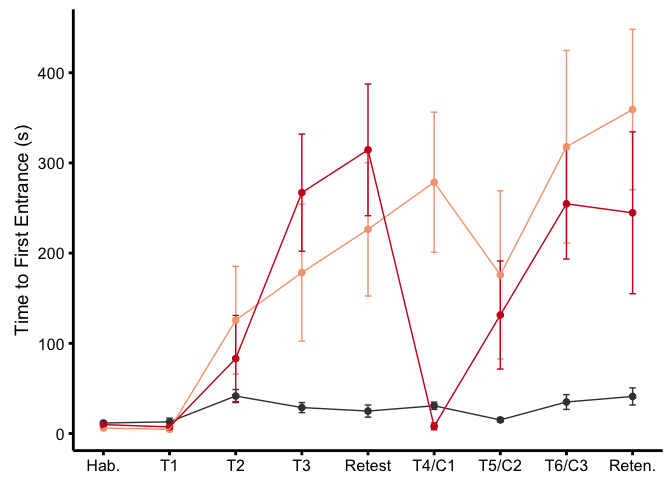 Time to First Entrance (s)
400
300
200
100
0
Hab. T1 T2 T3 Retest T4/C1 T5/C2 T6/C3 Reten.